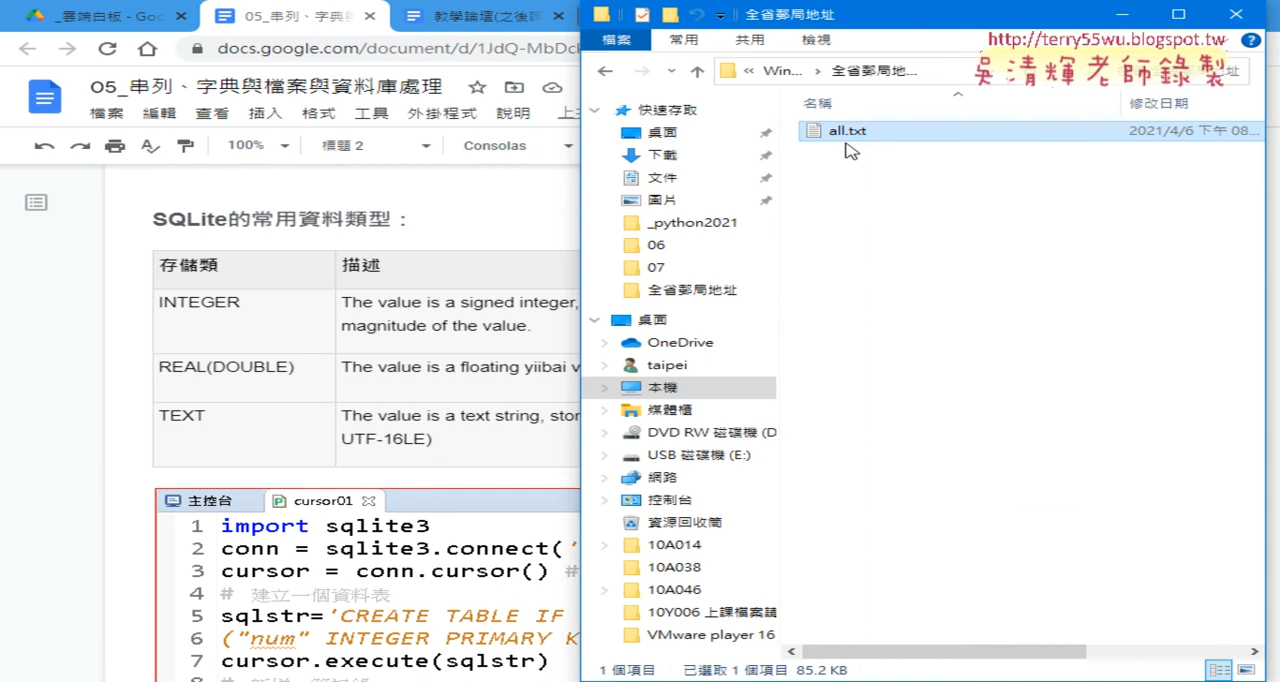 _雲端白板 - Goo
05_串列、字典
教學論壇(之後課
docs.google.com/document/d/1JdQ-MbDck
05_串列、字典與檔案與資料庫處理
檔案 編輯 查看 插入 格式 工具 外掛程式 說明
100% 標題 2 Consolas
SQLite的常用資料類型：
存儲類 描述
INTEGER The value is a signed integer,
magnitude of the value.
REAL(DOUBLE) The value is a floating yiibai v
TEXT The value is a text string, stor
UTF-16LE)
主控台 cursor01
1 import sqlite3
2 conn = sqlite3.connect('
3 cursor = conn.cursor() #
4 # 建立一個資料表
5 sqlstr='CREATE TABLE IF
6 ("num" INTEGER PRIMARY K
7 cursor.execute(sqlstr)
8
全省郵局地址
檔案 常用 共用 檢視
http://terry55wu.blogspot.tw
吳清輝老師錄製
« Win... › 全省郵局地...
名稱 修改日期
all.txt 2021/4/6 下午 08...
快速存取
桌面
下載
文件
圖片
_python2021
06
07
全省郵局地址
桌面
OneDrive
taipei
本機
媒體櫃
DVD RW 磁碟機 (D
USB 磁碟機 (E:)
網路
控制台
資源回收筒
10A014
10A038
10A046
10Y006 上課檔案請
VMware player 16
1 個項目 已選取 1 個項目 85.2 KB